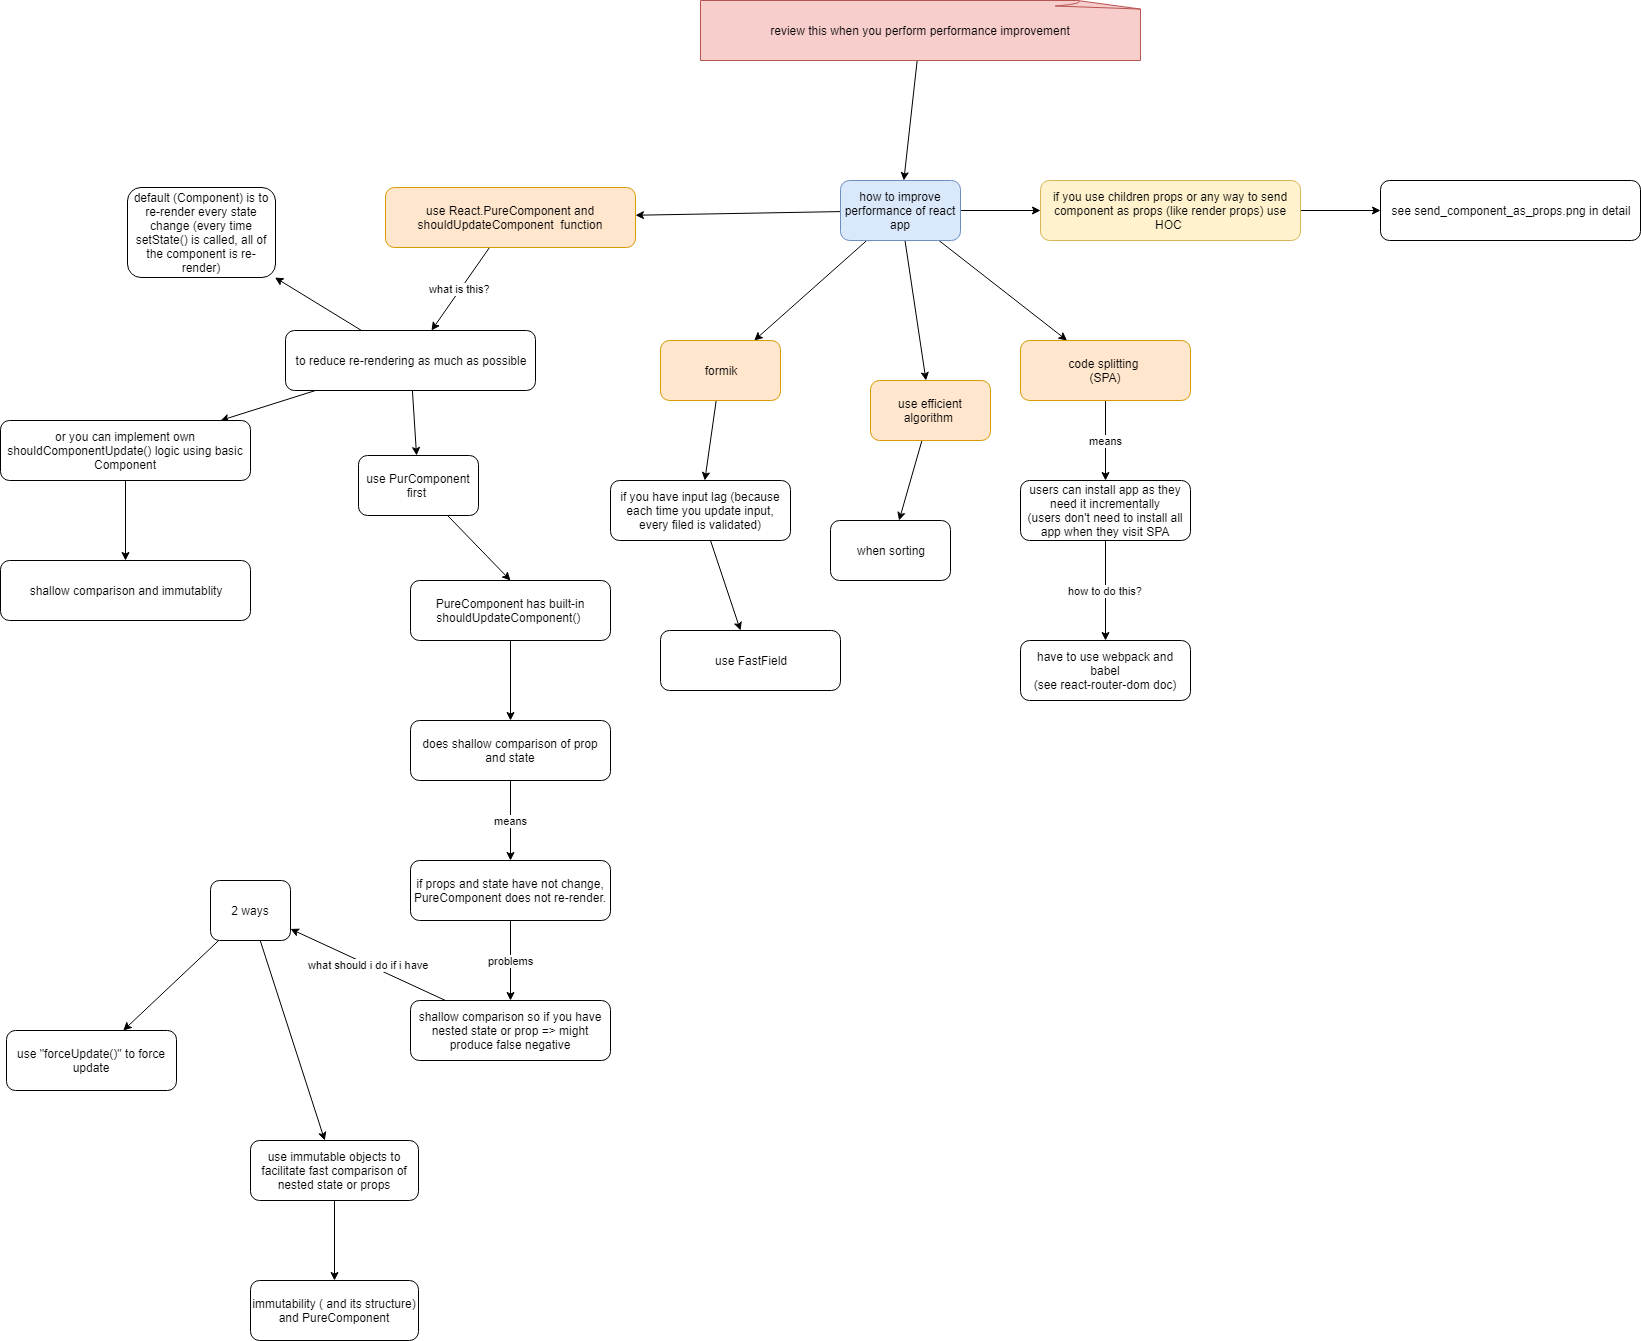 review this when you perform performance improvement
default (Component) is to
re-render every state
change (every time
setState() is called, all of
the component is re-
render)
use React.PureComponent and
shouldUpdateComponent function
how to improve
performance of react
app
if you use children props or any way to send
component as props (like render props) use
HOC
see send_component_as_props.png in detail
what is this?
to reduce re-rendering as much as possible
formik
use efficient
algorithm
code splitting
(SPA)
or you can implement own
shouldComponentUpdate() logic using basic
Component
use PurComponent
first
means
if you have input lag (because
each time you update input,
every filed is validated)
users can install app as they
need it incrementally
(users don't need to install all
app when they visit SPA
when sorting
shallow comparison and immutablity
PureComponent has built-in
shouldUpdateComponent()
how to do this?
use FastField
have to use webpack and
babel
(see react-router-dom doc)
does shallow comparison of prop
and state
means
if props and state have not change,
PureComponent does not re-render.
2 ways
what should i do if i have
problems
shallow comparison so if you have
nested state or prop => might
produce false negative
use "forceUpdate()" to force
update
use immutable objects to
facilitate fast comparison of
nested state or props
immutability ( and its structure)
and PureComponent